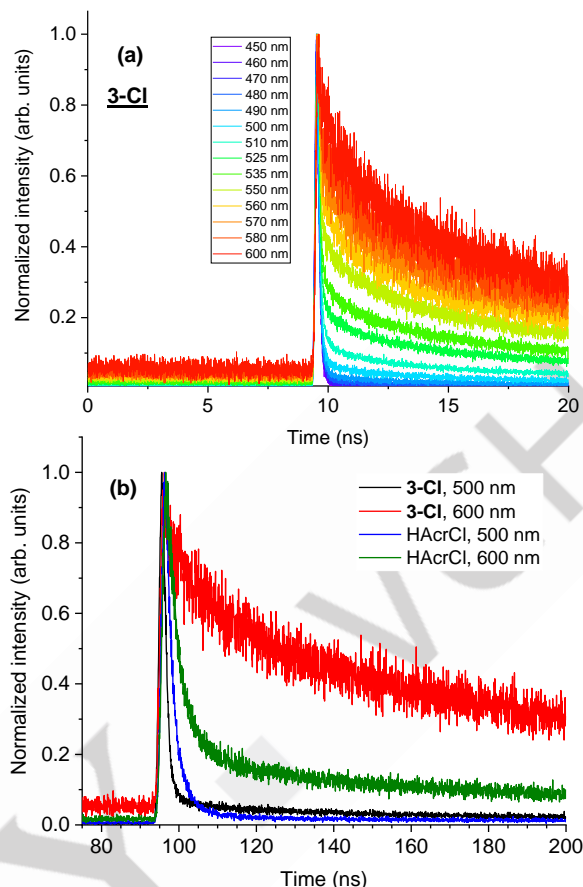 (a)
3-Cl
450 nm
460 nm
470 nm
480 nm
490 nm
500 nm
510 nm
525 nm
535 nm
550 nm
560 nm
570 nm
580 nm
600 nm
Normalized intensity (arb. units)
1.0
0.8
0.6
0.4
0.2
0
5
10
15
20
Time (ns)
(b)
3-Cl, 500 nm
3-Cl, 600 nm
HAcrCl, 500 nm
HAcrCl, 600 nm
Normalized intensity (arb. units)
1.0
0.8
0.6
0.4
0.2
0.0
80
100
120
140
160
180
200
Time (ns)